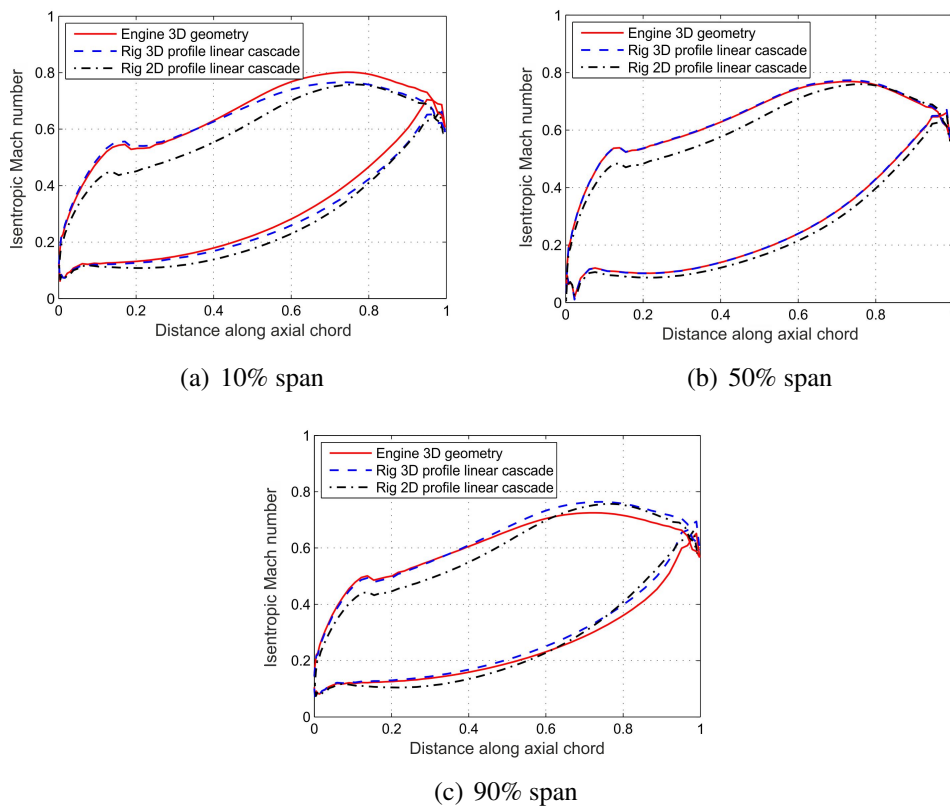 1
0.8
0.6
0.4
0.2
0
Isentropic Mach number
Engine 3D geometry
Rig 3D profile linear cascade
Rig 2D profile linear cascade
0 0.2 0.4 0.6 0.8 1
Distance along axial chord
(a) 10% span
1
0.8
0.6
0.4
0.2
0
Isentropic Mach number
Engine 3D geometry
Rig 3D profile linear cascade
Rig 2D profile linear cascade
0 0.2 0.4 0.6 0.8
Distance along axial chord
(b) 50% span
1
0.8
0.6
0.4
0.2
0
Isentropic Mach number
Engine 3D geometry
Rig 3D profile linear cascade
Rig 2D profile linear cascade
0 0.2 0.4 0.6 0.8 1
Distance along axial chord
(c) 90% span